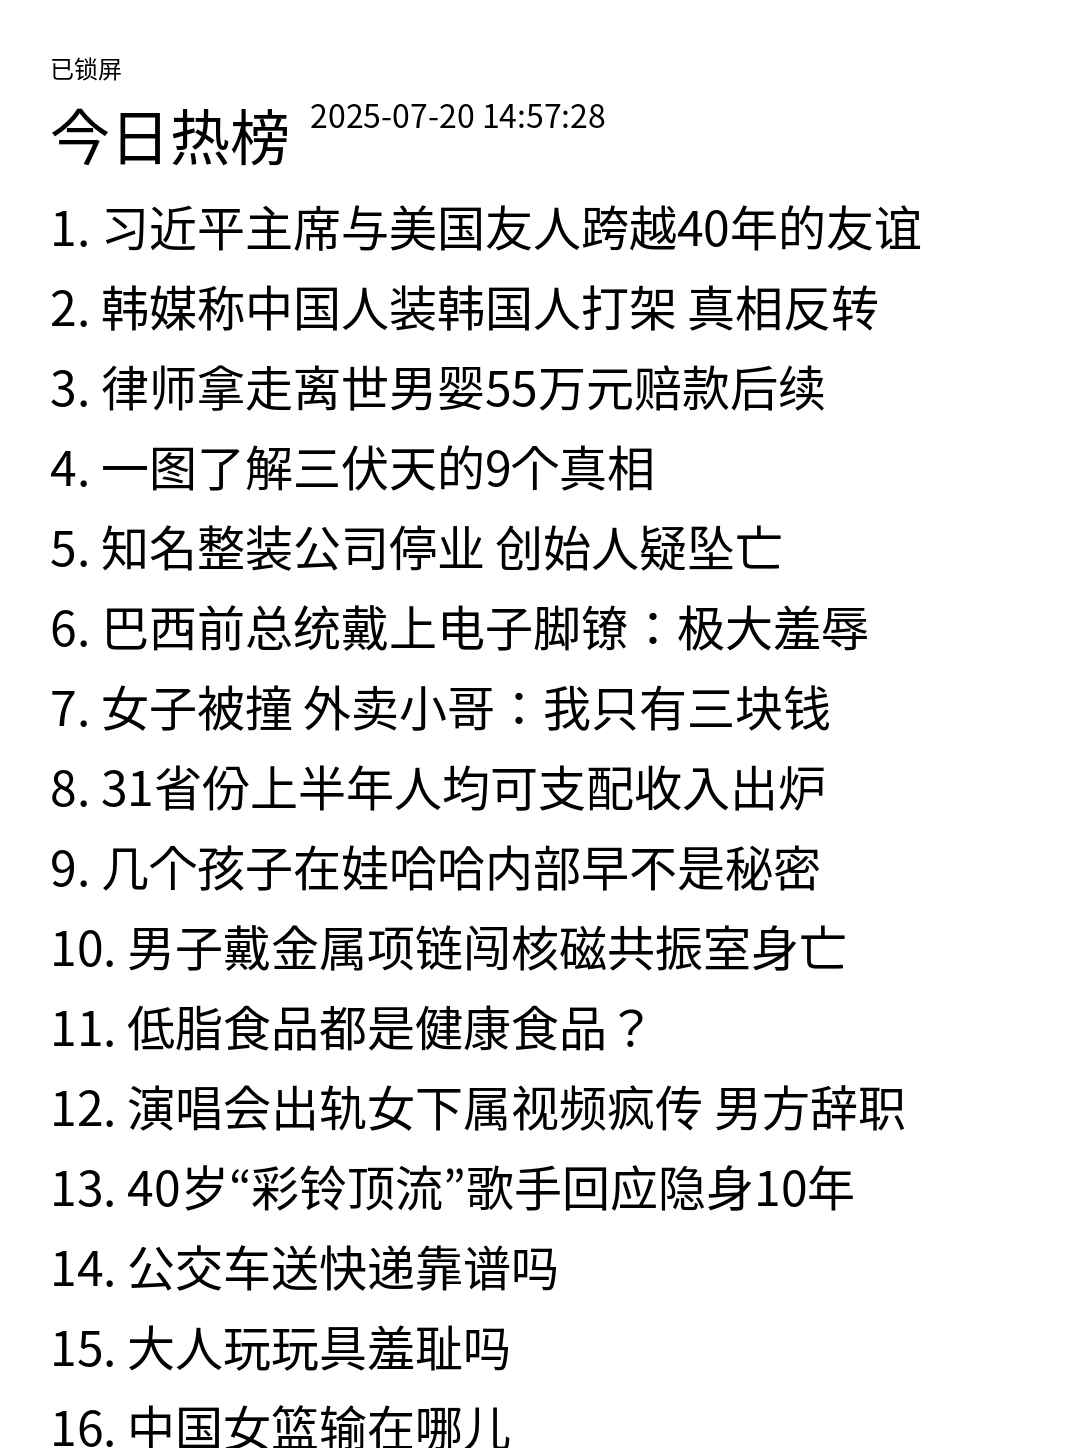 已锁屏
今日热榜 2025-07-20 14:57:28
1. 习近平主席与美国友人跨越40年的友谊
2. 韩媒称中国人装韩国人打架 真相反转
3. 律师拿走离世男婴55万元赔款后续
4. 一图了解三伏天的9个真相
5. 知名整装公司停业 创始人疑坠亡
6. 巴西前总统戴上电子脚镣：极大羞辱
7. 女子被撞 外卖小哥：我只有三块钱
8. 31省份上半年人均可支配收入出炉
9. 几个孩子在娃哈哈内部早不是秘密
10. 男子戴金属项链闯核磁共振室身亡
11. 低脂食品都是健康食品？
12. 演唱会出轨女下属视频疯传 男方辞职
13. 40岁“彩铃顶流”歌手回应隐身10年
14. 公交车送快递靠谱吗
15. 大人玩玩具羞耻吗
16. 中国女篮输在哪儿